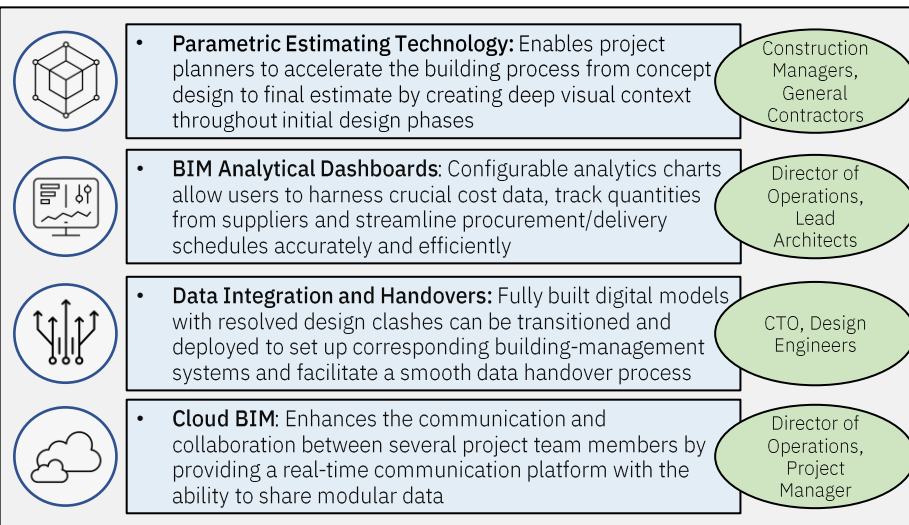 • Parametric Estimating Technology: Enables project
planners to accelerate the building process from concept
design to final estimate by creating deep visual context
throughout initial design phases
Construction
Managers,
General
Contractors
• BIM Analytical Dashboards: Configurable analytics charts
allow users to harness crucial cost data, track quantities
from suppliers and streamline procurement/delivery
schedules accurately and efficiently
Director of
Operations,
Lead
Architects
• Data Integration and Handovers: Fully built digital models
with resolved design clashes can be transitioned and
deployed to set up corresponding building-management
systems and facilitate a smooth data handover process
CTO, Design
Engineers
• Cloud BIM: Enhances the communication and
collaboration between several project team members by
providing a real-time communication platform with the
ability to share modular data
Director of
Operations,
Project
Manager